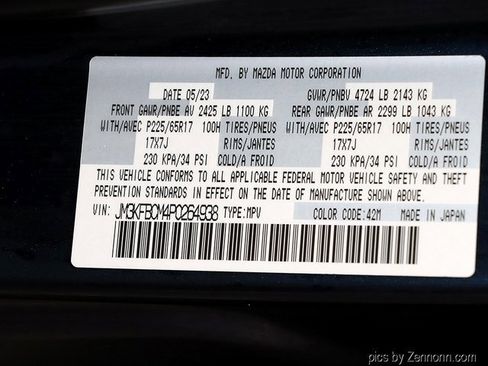 MFD. BY MAZDA MOTOR CORPORATION
DATE 05/23 GVWR/PNBV 4724 LB 2143 KG
FRONT GAWR/PNBE AV 2425 LB 1100 KG REAR GAWR/PNBE AR 2299 LB 1043 KG
WITH/AVEC P225/65R17 100H TIRES/PNEUS WITH/AVEC P225/65R17 100H TIRES/PNEUS
17X7J RIMS/JANTES 17X7J RIMS/JANTES
230 KPA/34 PSI COLD/A FROID 230 KPA/34 PSI COLD/A FROID
THIS VEHICLE CONFORMS TO ALL APPLICABLE FEDERAL MOTOR VEHICLE SAFETY AND THEFT
PREVENTION STANDARDS IN EFFECT ON THE DATE OF MANUFACTURE SHOWN ABOVE.
VIN: JM3KFBCM4P0264938 TYPE:MPV COLOR CODE:42M MADE IN JAPAN
pics by Zennonn.com